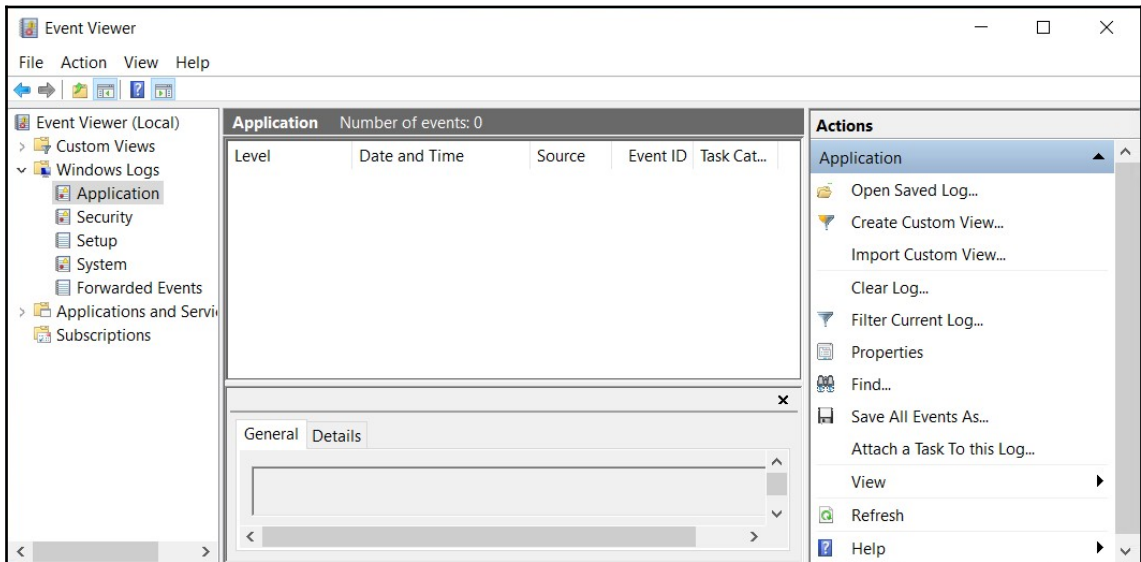 Event Viewer
File Action View Help
Event Viewer (Local)
Custom Views
Windows Logs
Application
Security
Setup
System
Forwarded Events
Applications and Servi
Subscriptions
Application Number of events: 0
Level Date and Time Source Event ID Task Cat...
General Details
Actions
Application
Open Saved Log...
Create Custom View...
Import Custom View...
Clear Log...
Filter Current Log...
Properties
Find...
Save All Events As...
Attach a Task To this Log...
View
Refresh
Help